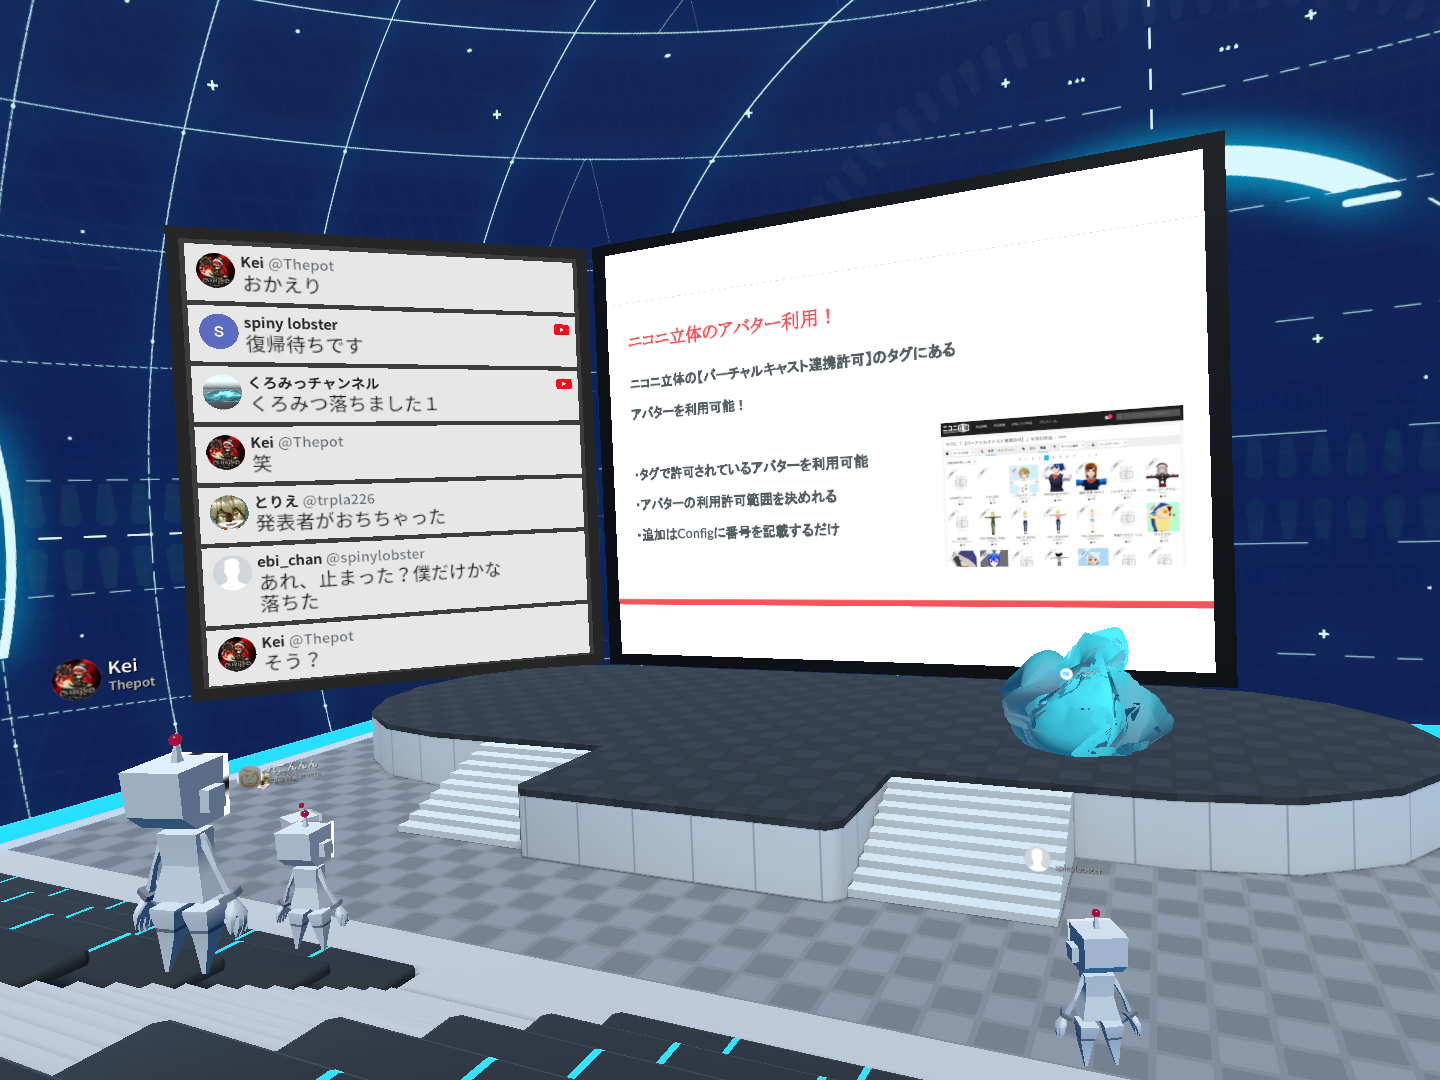 Kei @Thepot
おかえり
S
spiny lobster
復帰待ちです
くろみっチャンネル
くろみつ落ちました１
Kei @Thepot
笑
とりえ @trpla226
発表者がおちちゃった
ebi_chan @spinylobster
あれ、止まった？僕だけかな
落ちた
Kei @Thepot
そう？
ニコニ立体のアバター利用！
ニコニ立体の【バーチャルキャスト連携許可】のタグにある
アバターを利用可能！
・タグで許可されているアバターを利用可能
・アバターの利用許可範囲を決めれる
・追加はConfigに番号を記載するだけ
Kei
Thepot
spinylobster